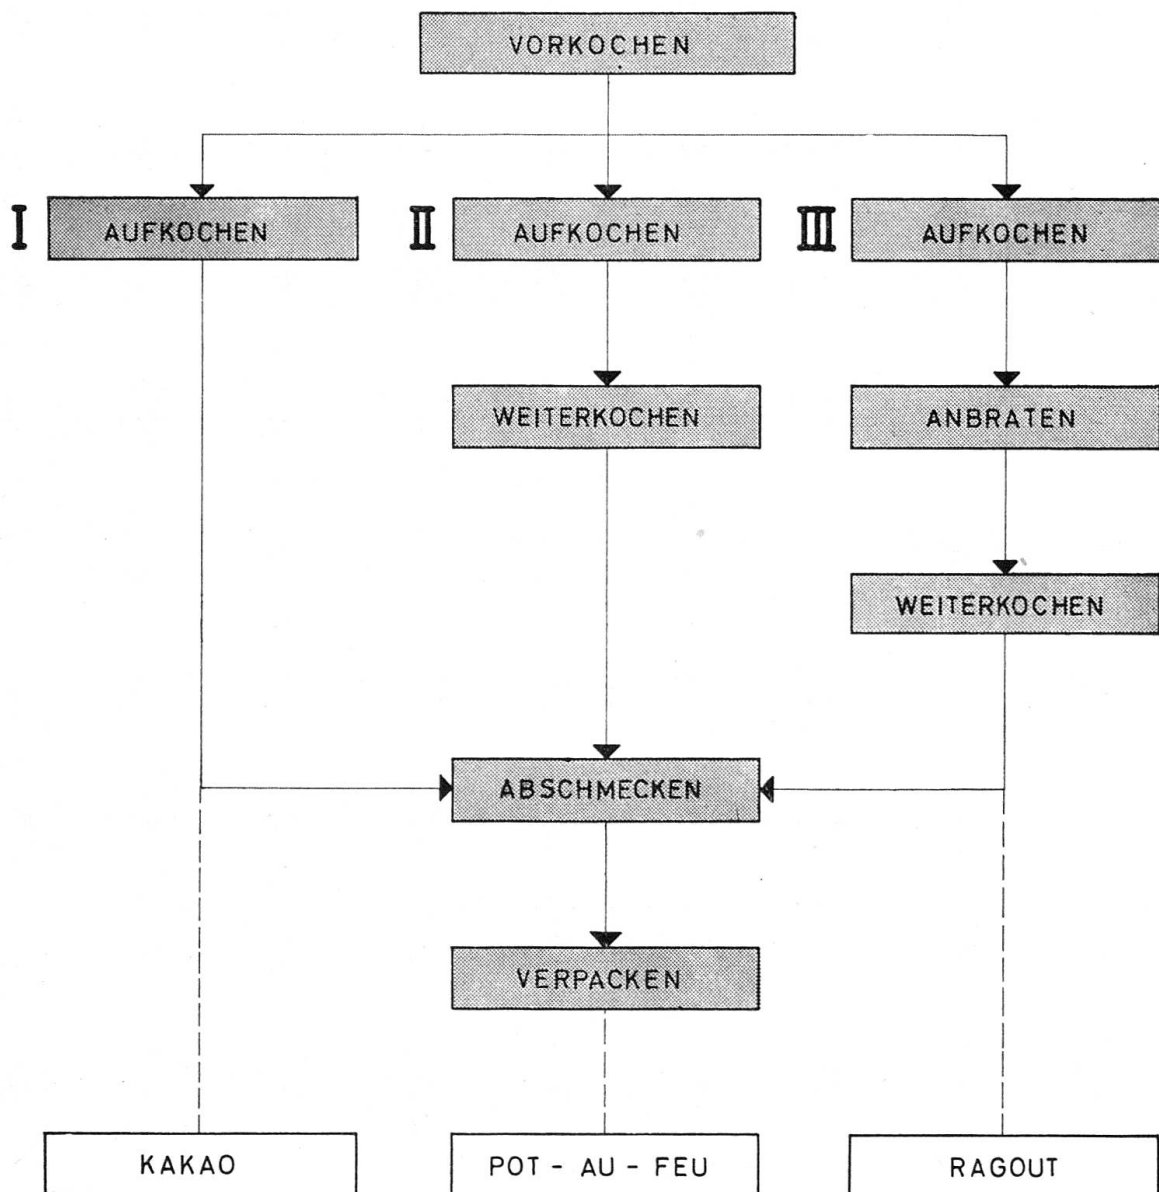 VORKOCHEN
I AUFKOCHEN
II AUFKOCHEN
III AUFKOCHEN
WEITERKOCHEN
ANBRATEN
WEITERKOCHEN
ABSCHMECKEN
VERPACKEN
KAKAO
POT - AU - FEU
RAGOUT